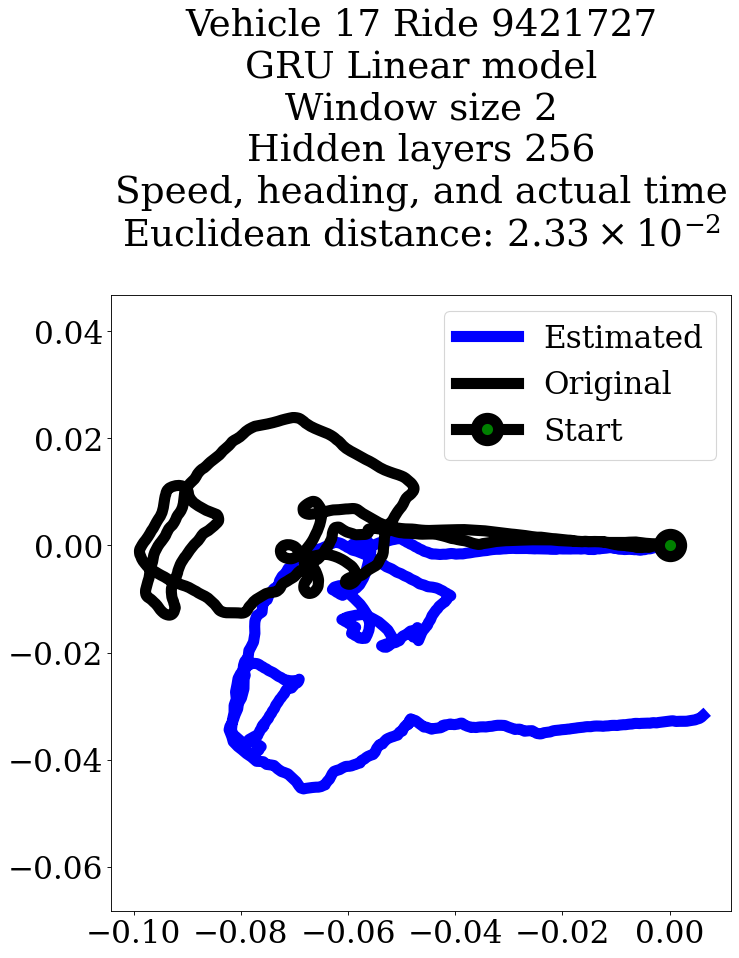 Vehicle 17 Ride 9421727
GRU Linear model
Window size 2
Hidden layers 256
Speed, heading, and actual time
Euclidean distance: 2.33 × 10⁻²
Estimated
Original
Start
0.04
0.02
0.00
−0.02
−0.04
−0.06
−0.10 −0.08 −0.06 −0.04 −0.02 0.00